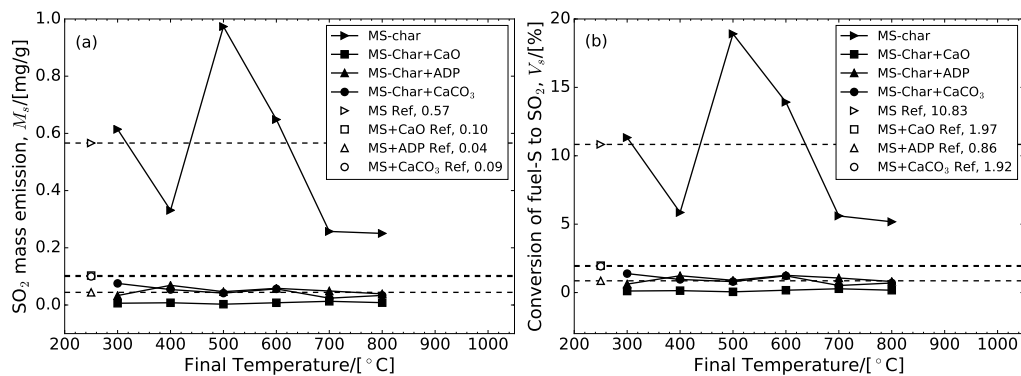 (a)
SO₂ mass emission, Mₛ/[mg/g]
1.0
0.8
0.6
0.4
0.2
0.0
200 300 400 500 600 700 800 900 1000
Final Temperature/[°C]
MS-char
MS-Char+CaO
MS-Char+ADP
MS-Char+CaCO₃
MS Ref, 0.57
MS+CaO Ref, 0.10
MS+ADP Ref, 0.04
MS+CaCO₃ Ref, 0.09
(b)
Conversion of fuel-S to SO₂, Vₛ/[%]
20
15
10
5
0
200 300 400 500 600 700 800 900 1000
Final Temperature/[°C]
MS-char
MS-Char+CaO
MS-Char+ADP
MS-Char+CaCO₃
MS Ref, 10.83
MS+CaO Ref, 1.97
MS+ADP Ref, 0.86
MS+CaCO₃ Ref, 1.92